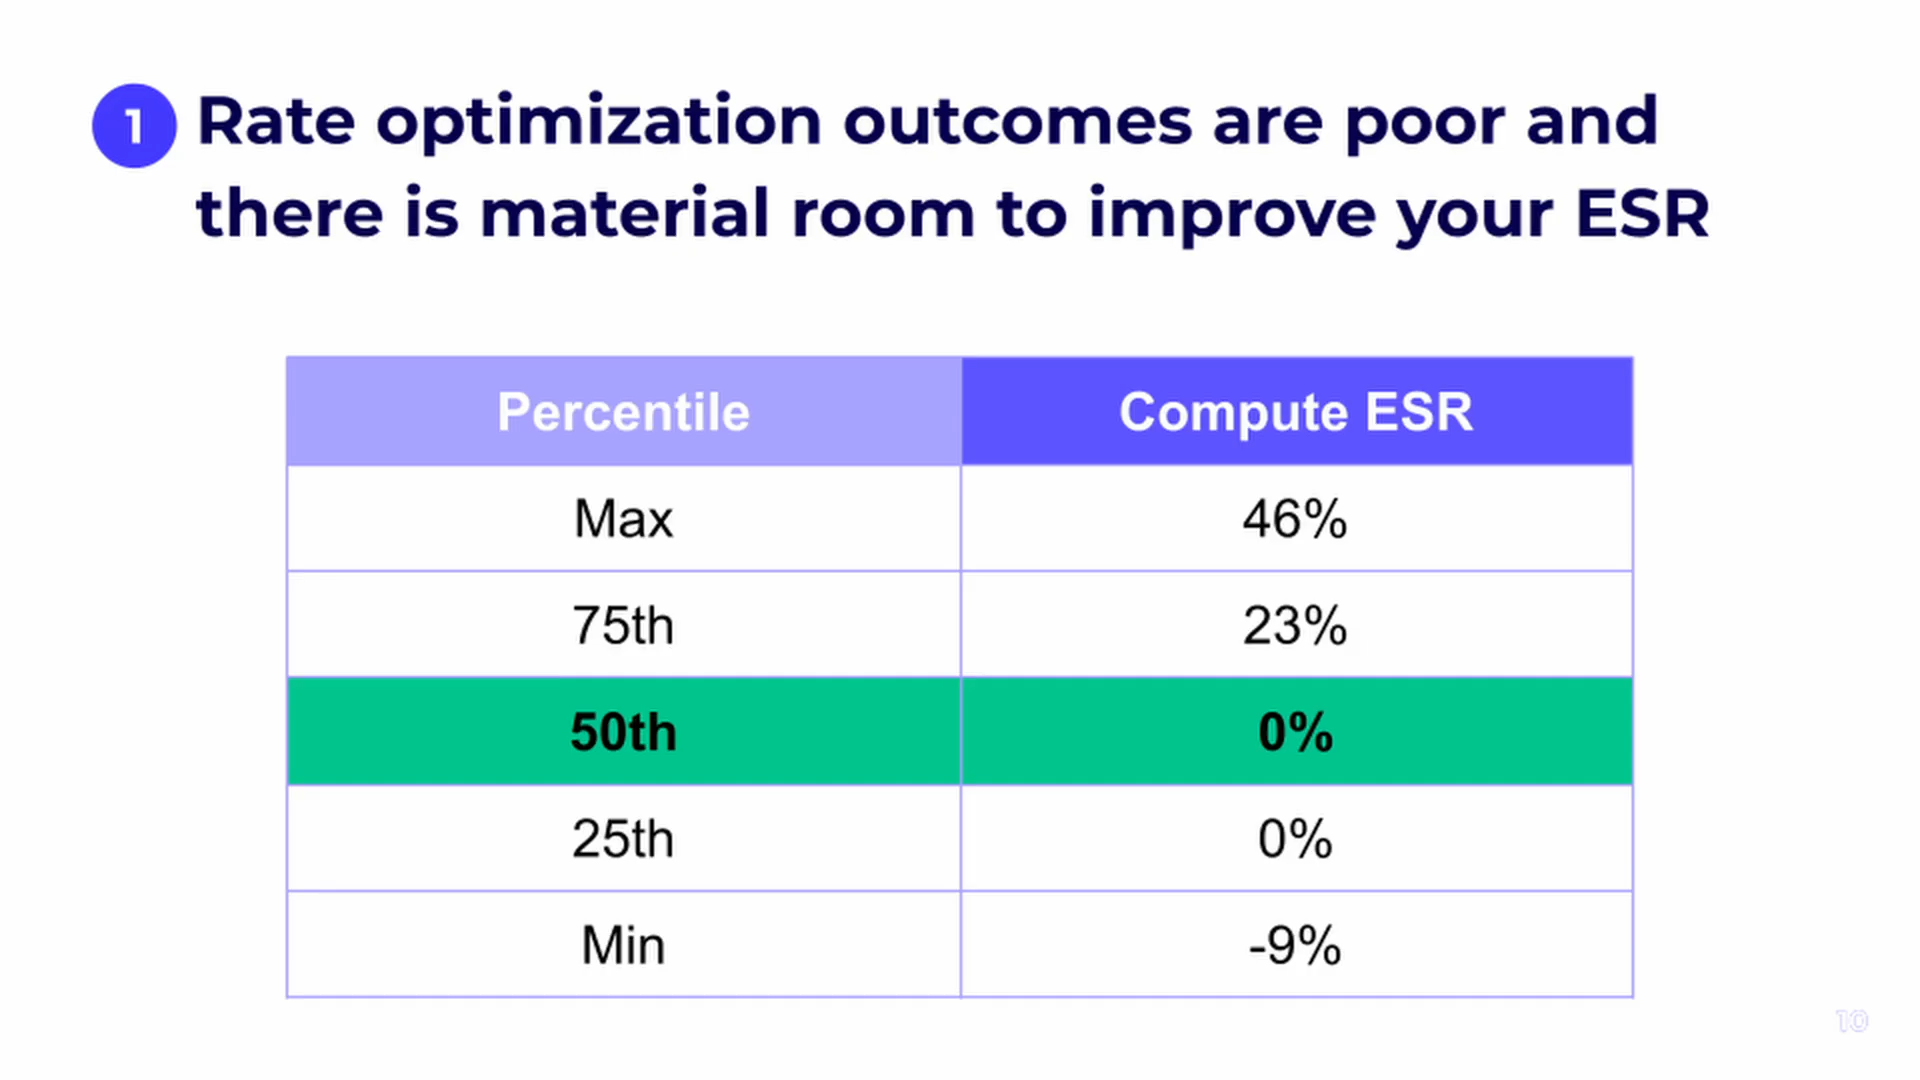 1 Rate optimization outcomes are poor and
there is material room to improve your ESR
Percentile Compute ESR
Max 46%
75th 23%
50th 0%
25th 0%
Min -9%
10